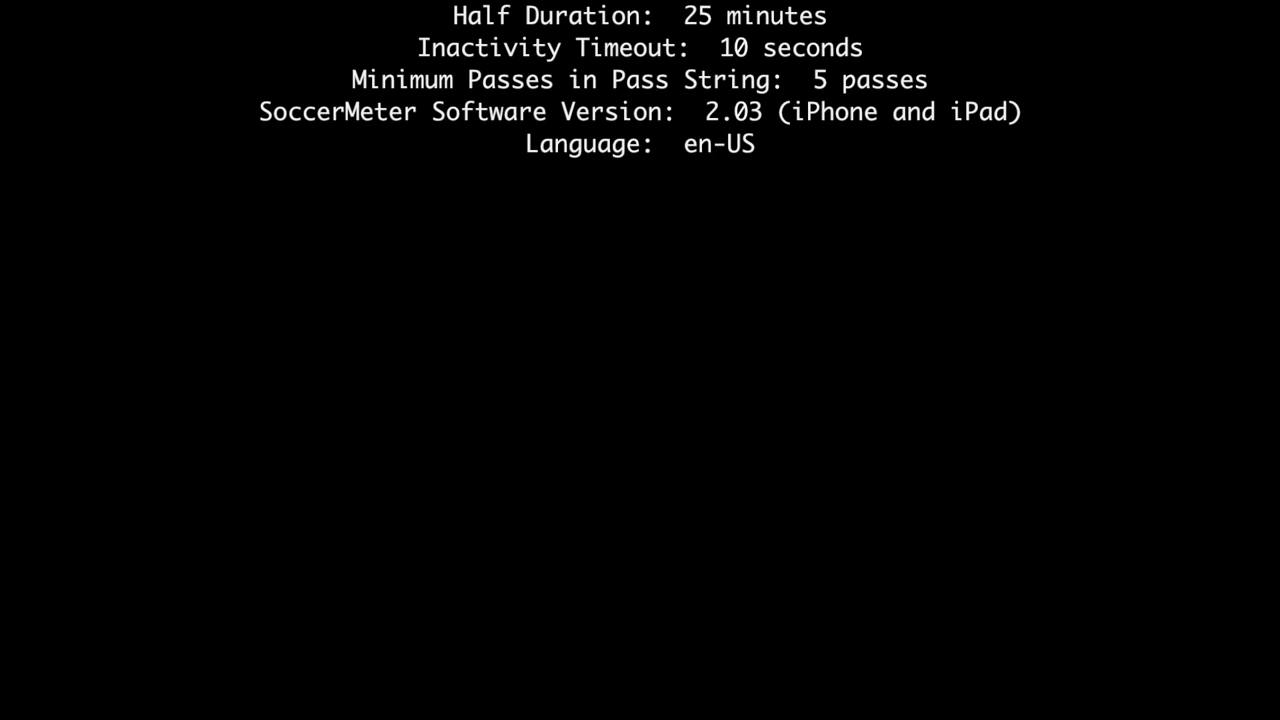 Half Duration:  25 minutes
Inactivity Timeout:  10 seconds
Minimum Passes in Pass String:  5 passes
SoccerMeter Software Version:  2.03 (iPhone and iPad)
Language:  en-US